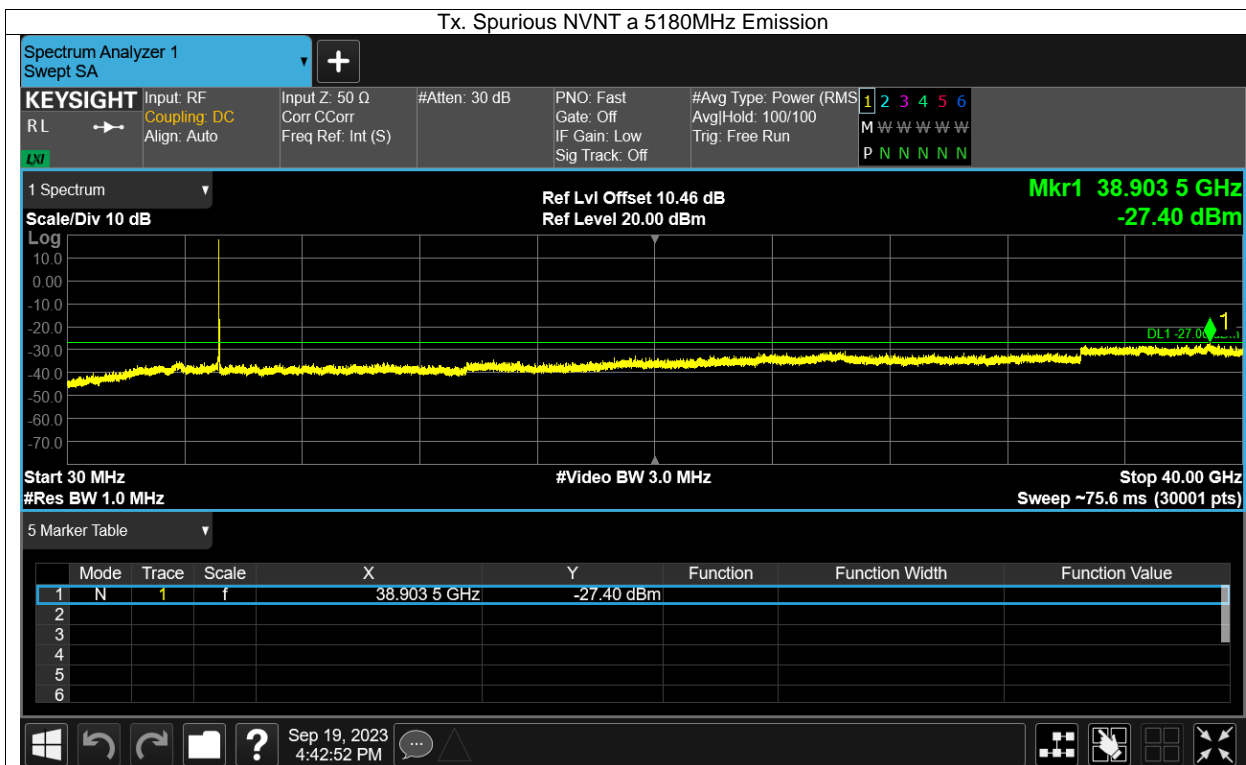 Tx. Spurious NVNT a 5180MHz Emission
Spectrum Analyzer 1
Swept SA
KEYSIGHT
RL
LXI
Input: RF
Coupling: DC
Align: Auto
Input Z: 50 Ω
Corr CCorr
Freq Ref: Int (S)
#Atten: 30 dB
PNO: Fast
Gate: Off
IF Gain: Low
Sig Track: Off
#Avg Type: Power (RMS
Avg|Hold: 100/100
Trig: Free Run
1 2 3 4 5 6
M W W W W W
P N N N N N
1 Spectrum
Scale/Div 10 dB
Ref Lvl Offset 10.46 dB
Ref Level 20.00 dBm
Mkr1 38.903 5 GHz
-27.40 dBm
Log
10.0
0.00
-10.0
-20.0
-30.0
-40.0
-50.0
-60.0
-70.0
1
DL1 -27.00
Start 30 MHz
#Res BW 1.0 MHz
#Video BW 3.0 MHz
Stop 40.00 GHz
Sweep ~75.6 ms (30001 pts)
5 Marker Table
Mode Trace Scale X Y Function Function Width Function Value
1 N 1 f 38.903 5 GHz -27.40 dBm
2
3
4
5
6
?
Sep 19, 2023
4:42:52 PM